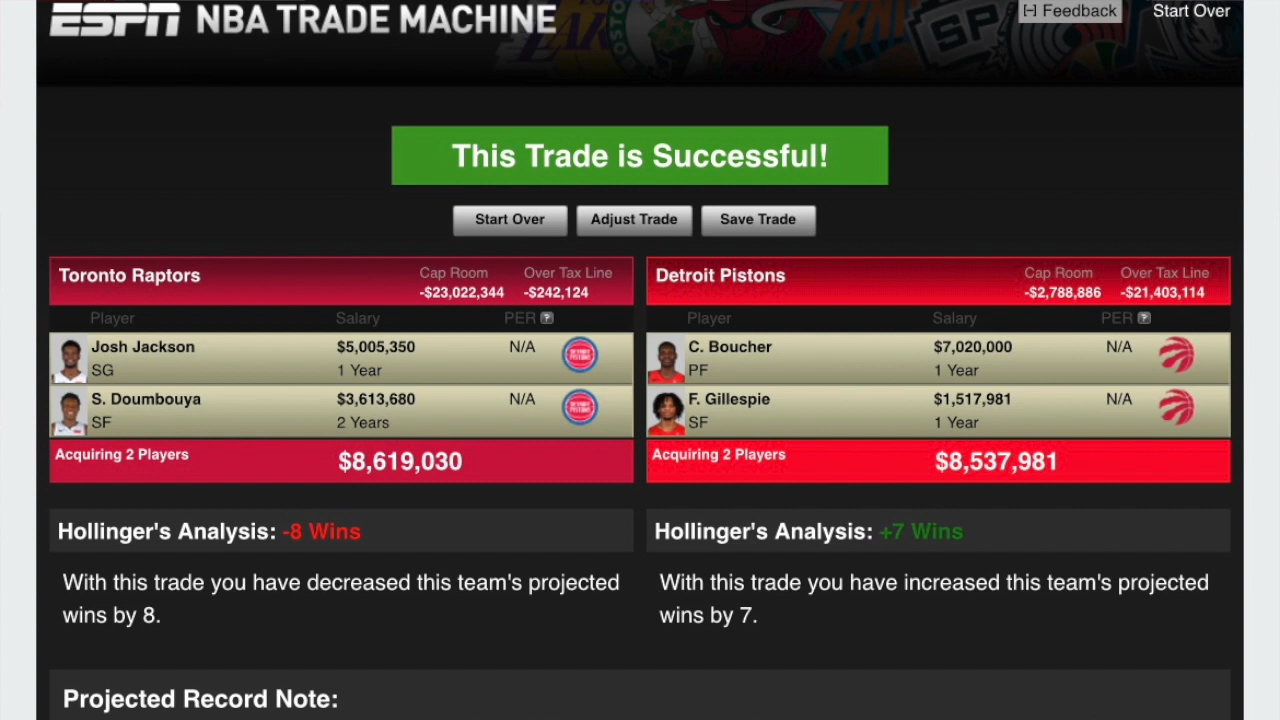 ESPN NBA TRADE MACHINE
[-] Feedback
Start Over
This Trade is Successful!
Start Over
Adjust Trade
Save Trade
Toronto Raptors
Cap Room
Over Tax Line
-$23,022,344
-$242,124
Player
Salary
PER ?
Josh Jackson
$5,005,350
N/A
SG
1 Year
S. Doumbouya
$3,613,680
N/A
SF
2 Years
Acquiring 2 Players
$8,619,030
Hollinger's Analysis: -8 Wins
With this trade you have decreased this team's projected
wins by 8.
Detroit Pistons
Cap Room
Over Tax Line
-$2,788,886
-$21,403,114
Player
Salary
PER ?
C. Boucher
$7,020,000
N/A
PF
1 Year
F. Gillespie
$1,517,981
N/A
SF
1 Year
Acquiring 2 Players
$8,537,981
Hollinger's Analysis: +7 Wins
With this trade you have increased this team's projected
wins by 7.
Projected Record Note: